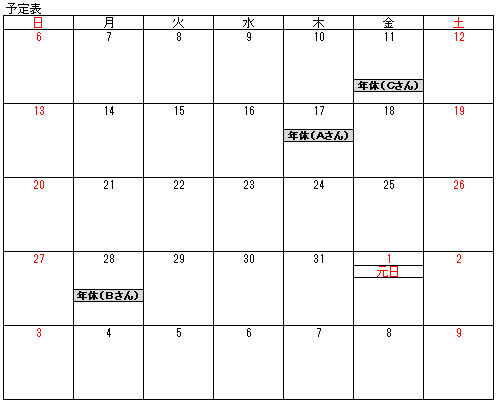 予定表
日 月 火 水 木 金 土
6 7 8 9 10 11 12
年休(Cさん)
13 14 15 16 17 18 19
年休(Aさん)
20 21 22 23 24 25 26
27 28 29 30 31 1 2
元日
年休(Bさん)
3 4 5 6 7 8 9